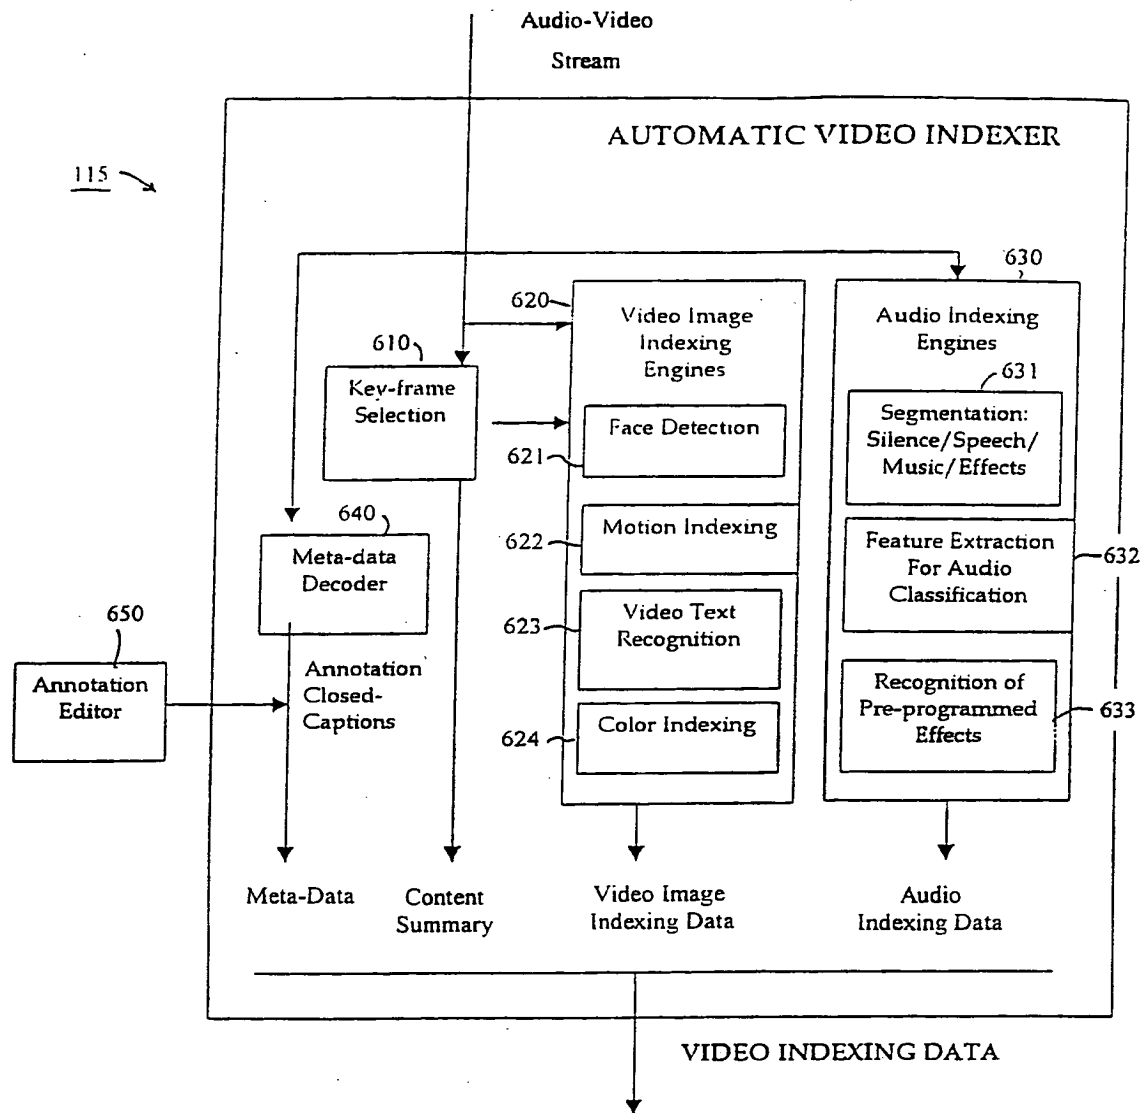 Audio-Video
Stream
AUTOMATIC VIDEO INDEXER
115
630
620
Video Image
Indexing
Engines
Audio Indexing
Engines
610
Key-frame
Selection
631
Segmentation:
Silence/Speech/
Music/Effects
Face Detection
621
640
Meta-data
Decoder
Motion Indexing
622
Feature Extraction
For Audio
Classification
632
623
Video Text
Recognition
650
Annotation
Editor
Annotation
Closed-
Captions
Recognition of
Pre-programmed
Effects
633
624
Color Indexing
Meta-Data
Content
Summary
Video Image
Indexing Data
Audio
Indexing Data
VIDEO INDEXING DATA